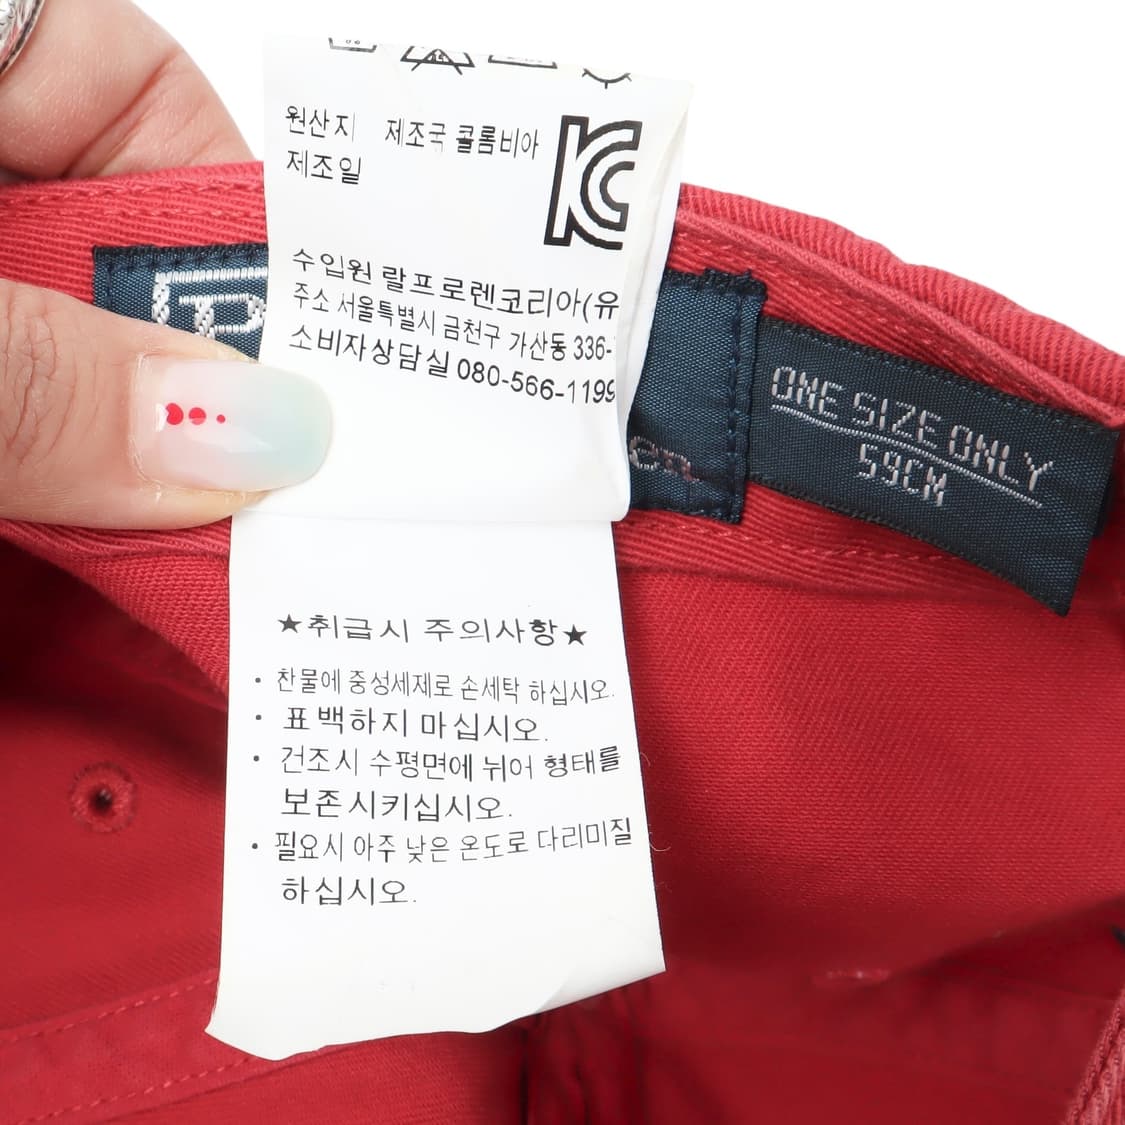 원산지 제조국 콜롬비아
제조일
KC
수입원 랄프로렌코리아(유
주소 서울특별시 금천구 가산동 336-
소비자상담실 080-566-1199
P
en
ONE SIZE ONLY
59CM
★취급시 주의사항★
· 찬물에 중성세제로 손세탁 하십시오.
· 표백하지 마십시오.
· 건조시 수평면에 뉘어 형태를
보존시키십시오.
· 필요시 아주 낮은 온도로 다리미질
하십시오.